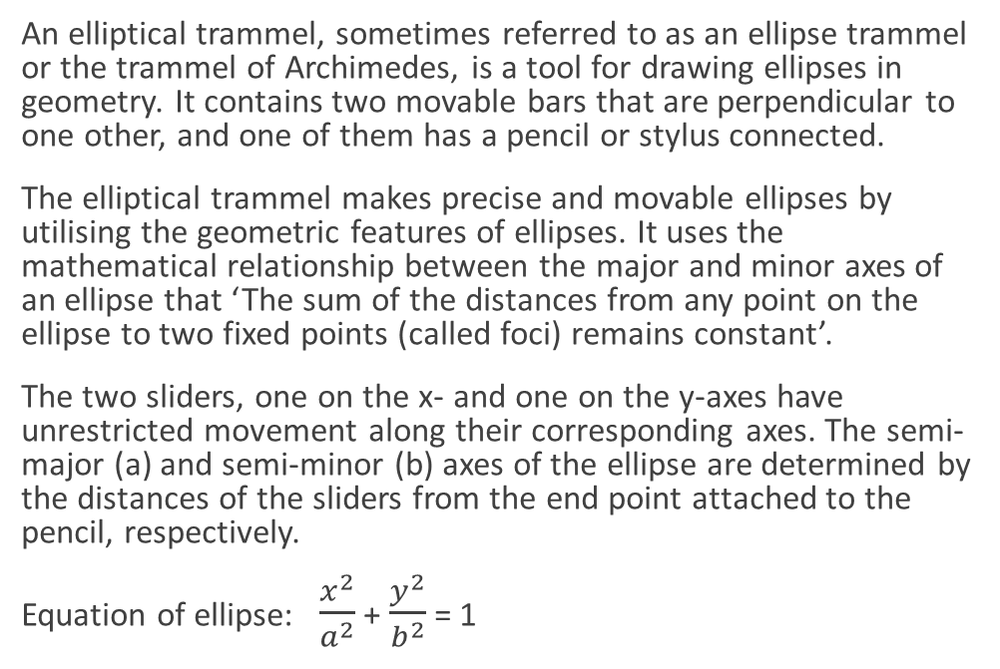 An elliptical trammel, sometimes referred to as an ellipse trammel
or the trammel of Archimedes, is a tool for drawing ellipses in
geometry. It contains two movable bars that are perpendicular to
one other, and one of them has a pencil or stylus connected.
The elliptical trammel makes precise and movable ellipses by
utilising the geometric features of ellipses. It uses the
mathematical relationship between the major and minor axes of
an ellipse that ‘The sum of the distances from any point on the
ellipse to two fixed points (called foci) remains constant’.
The two sliders, one on the x- and one on the y-axes have
unrestricted movement along their corresponding axes. The semi-
major (a) and semi-minor (b) axes of the ellipse are determined by
the distances of the sliders from the end point attached to the
pencil, respectively.
Equation of ellipse: x²/a² + y²/b² = 1